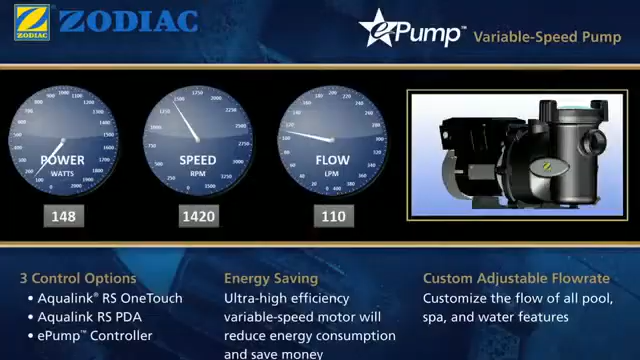 ZODIAC ZODIAC
ePump™ Variable-Speed Pump
POWER
WATTS
148
SPEED
RPM
1420
FLOW
LPM
110
3 Control Options
• Aqualink® RS OneTouch
• Aqualink RS PDA
• ePump™ Controller
Energy Saving
Ultra-high efficiency
variable-speed motor will
reduce energy consumption
and save money
Custom Adjustable Flowrate
Customize the flow of all pool,
spa, and water features